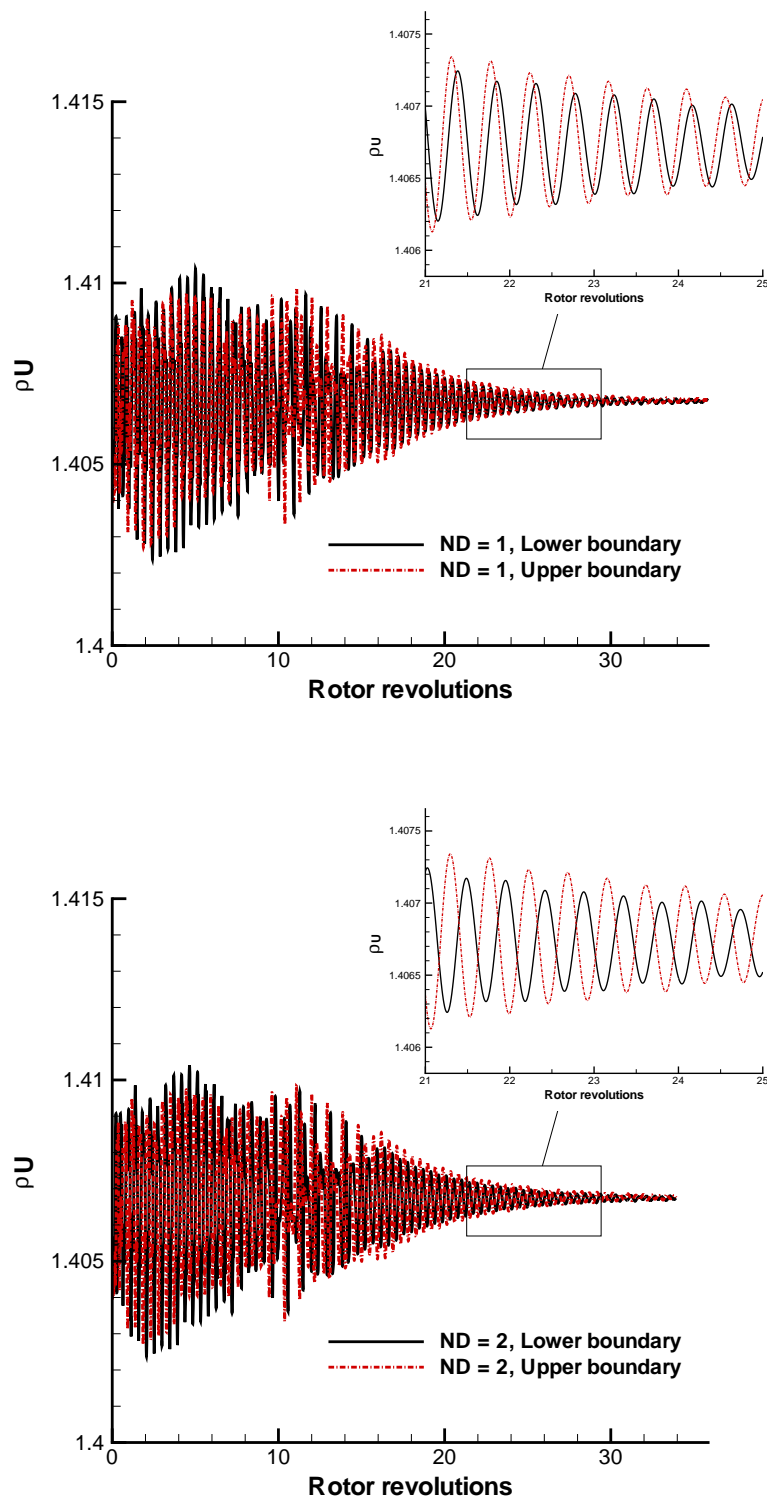 1.4075
1.407
1.4065
1.406
ρU
21 22 23 24 25
Rotor revolutions
1.415
1.41
1.405
1.4
ρU
ND = 1, Lower boundary
ND = 1, Upper boundary
0 10 20 30
Rotor revolutions
1.4075
1.407
1.4065
1.406
ρU
21 22 23 24 25
Rotor revolutions
1.415
1.41
1.405
1.4
ρU
ND = 2, Lower boundary
ND = 2, Upper boundary
0 10 20 30
Rotor revolutions